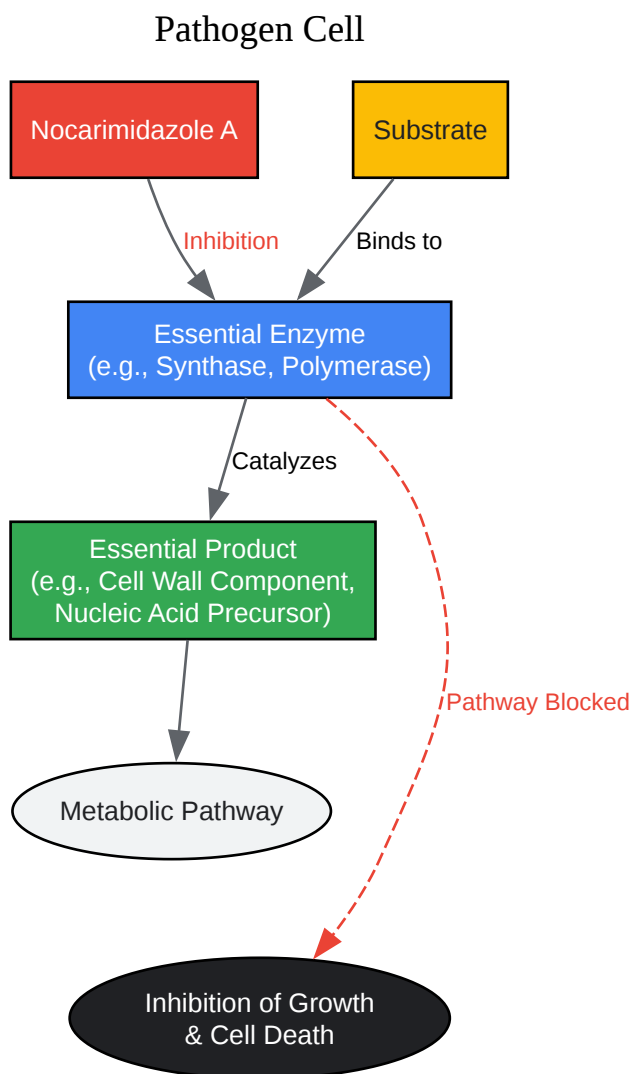 Pathogen Cell
Nocarimidazole A
Substrate
Inhibition
Binds to
Essential Enzyme
(e.g., Synthase, Polymerase)
Catalyzes
Essential Product
(e.g., Cell Wall Component,
Nucleic Acid Precursor)
Pathway Blocked
Metabolic Pathway
Inhibition of Growth
& Cell Death